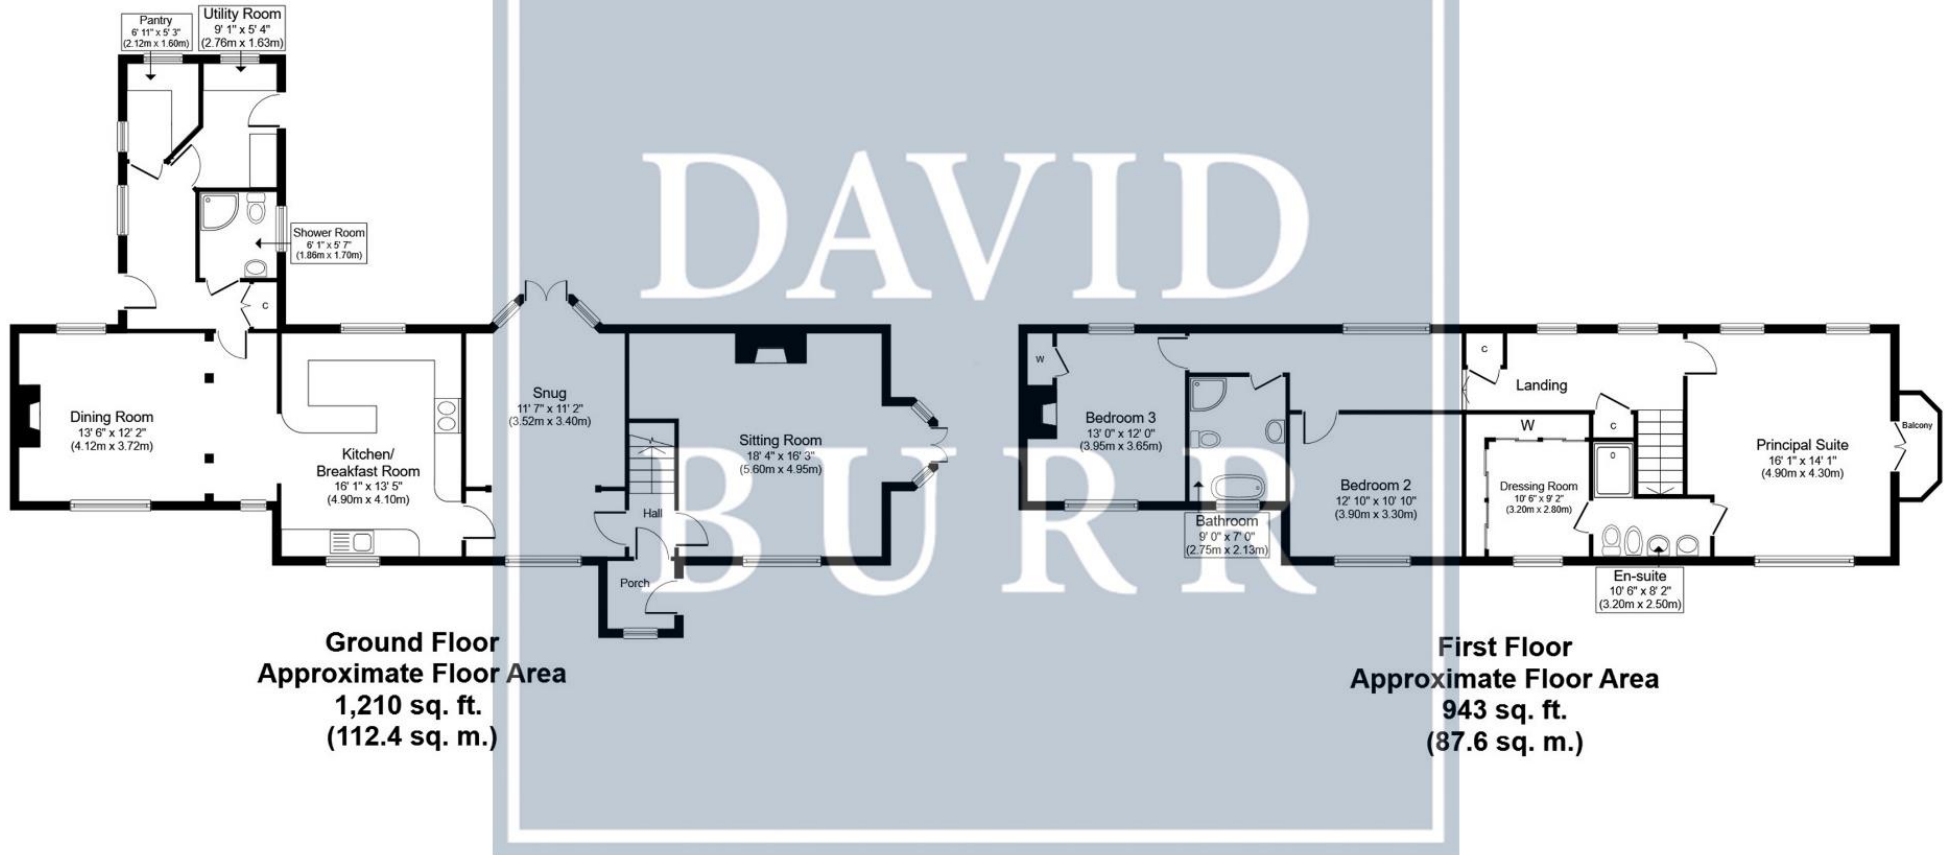 Pantry
6' 11" x 5' 3"
(2.12m x 1.60m)
Utility Room
9' 1" x 5' 4"
(2.76m x 1.63m)
Shower Room
6' 1" x 5' 7"
(1.86m x 1.70m)
C
Dining Room
13' 6" x 12' 2"
(4.12m x 3.72m)
Kitchen/
Breakfast Room
16' 1" x 13' 5"
(4.90m x 4.10m)
Snug
11' 7" x 11' 2"
(3.52m x 3.40m)
Sitting Room
18' 4" x 16' 3"
(5.60m x 4.95m)
Hall
Porch
Ground Floor
Approximate Floor Area
1,210 sq. ft.
(112.4 sq. m.)
DAVID
BURR
W
Bedroom 3
13' 0" x 12' 0"
(3.95m x 3.65m)
Bathroom
9' 0" x 7' 0"
(2.75m x 2.13m)
Bedroom 2
12' 10" x 10' 10"
(3.90m x 3.30m)
C
Landing
C
W
Dressing Room
10' 6" x 9' 2"
(3.20m x 2.80m)
En-suite
10' 6" x 8' 2"
(3.20m x 2.50m)
Principal Suite
16' 1" x 14' 1"
(4.90m x 4.30m)
Balcony
First Floor
Approximate Floor Area
943 sq. ft.
(87.6 sq. m.)